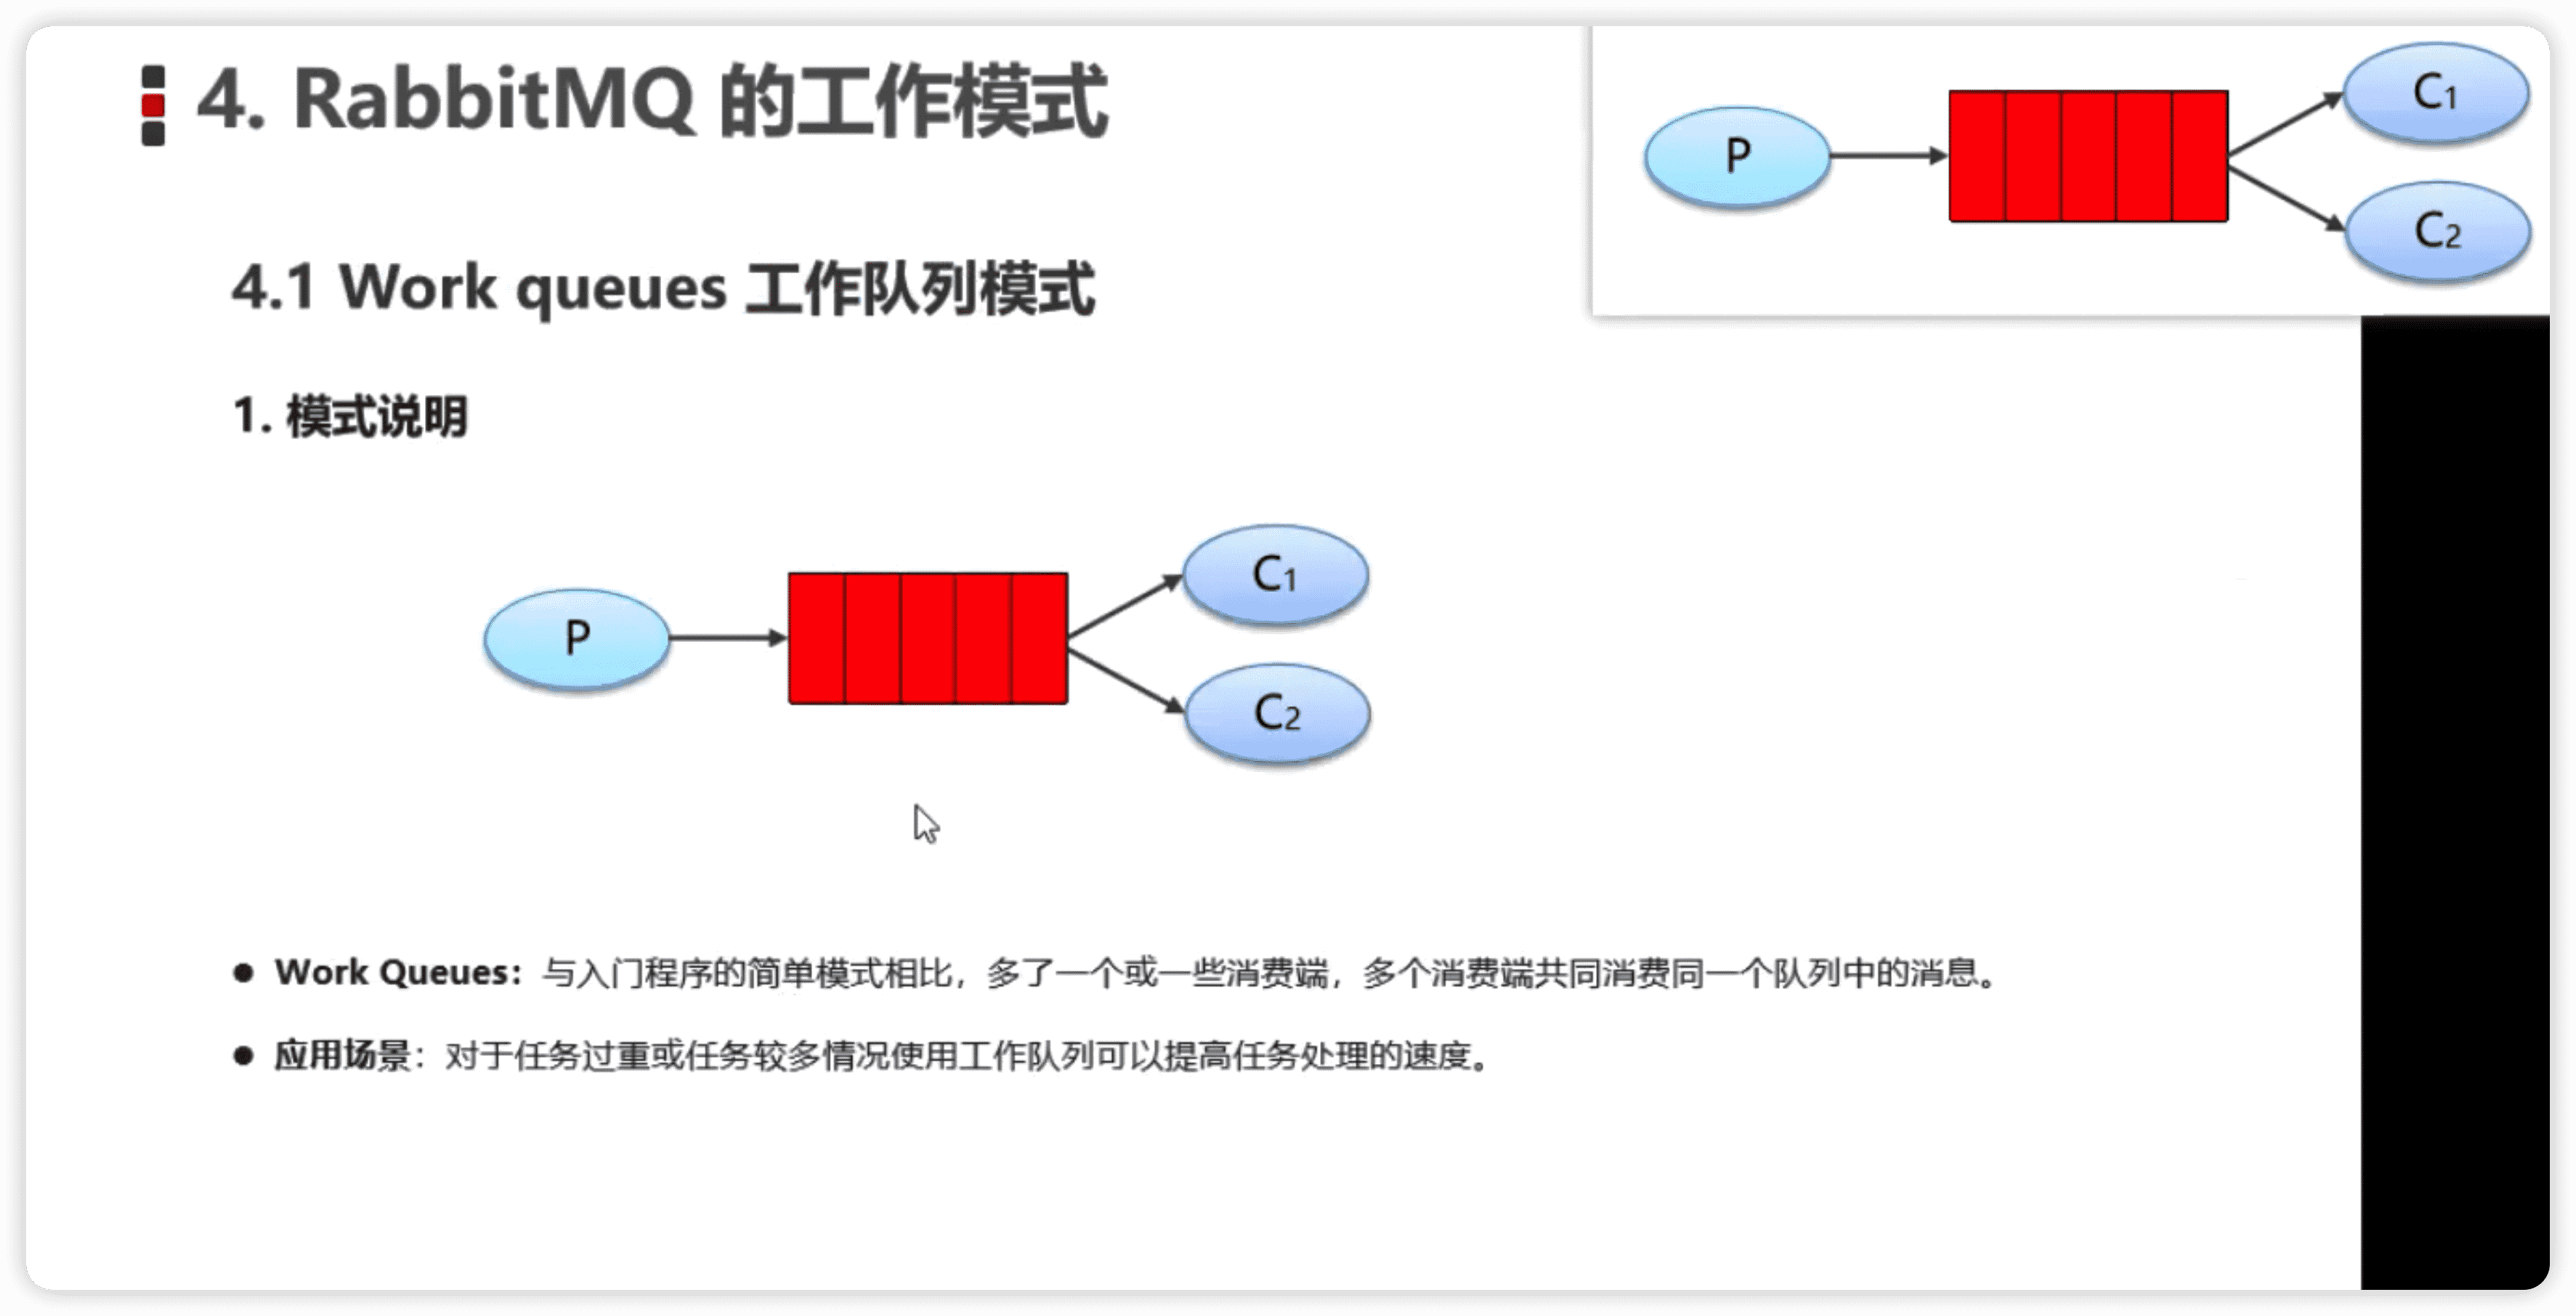 4. RabbitMQ 的工作模式
P
C1
C2
4.1 Work queues 工作队列模式
1. 模式说明
P
C1
C2
● Work Queues：与入门程序的简单模式相比，多了一个或一些消费端，多个消费端共同消费同一个队列中的消息。
● 应用场景：对于任务过重或任务较多情况使用工作队列可以提高任务处理的速度。